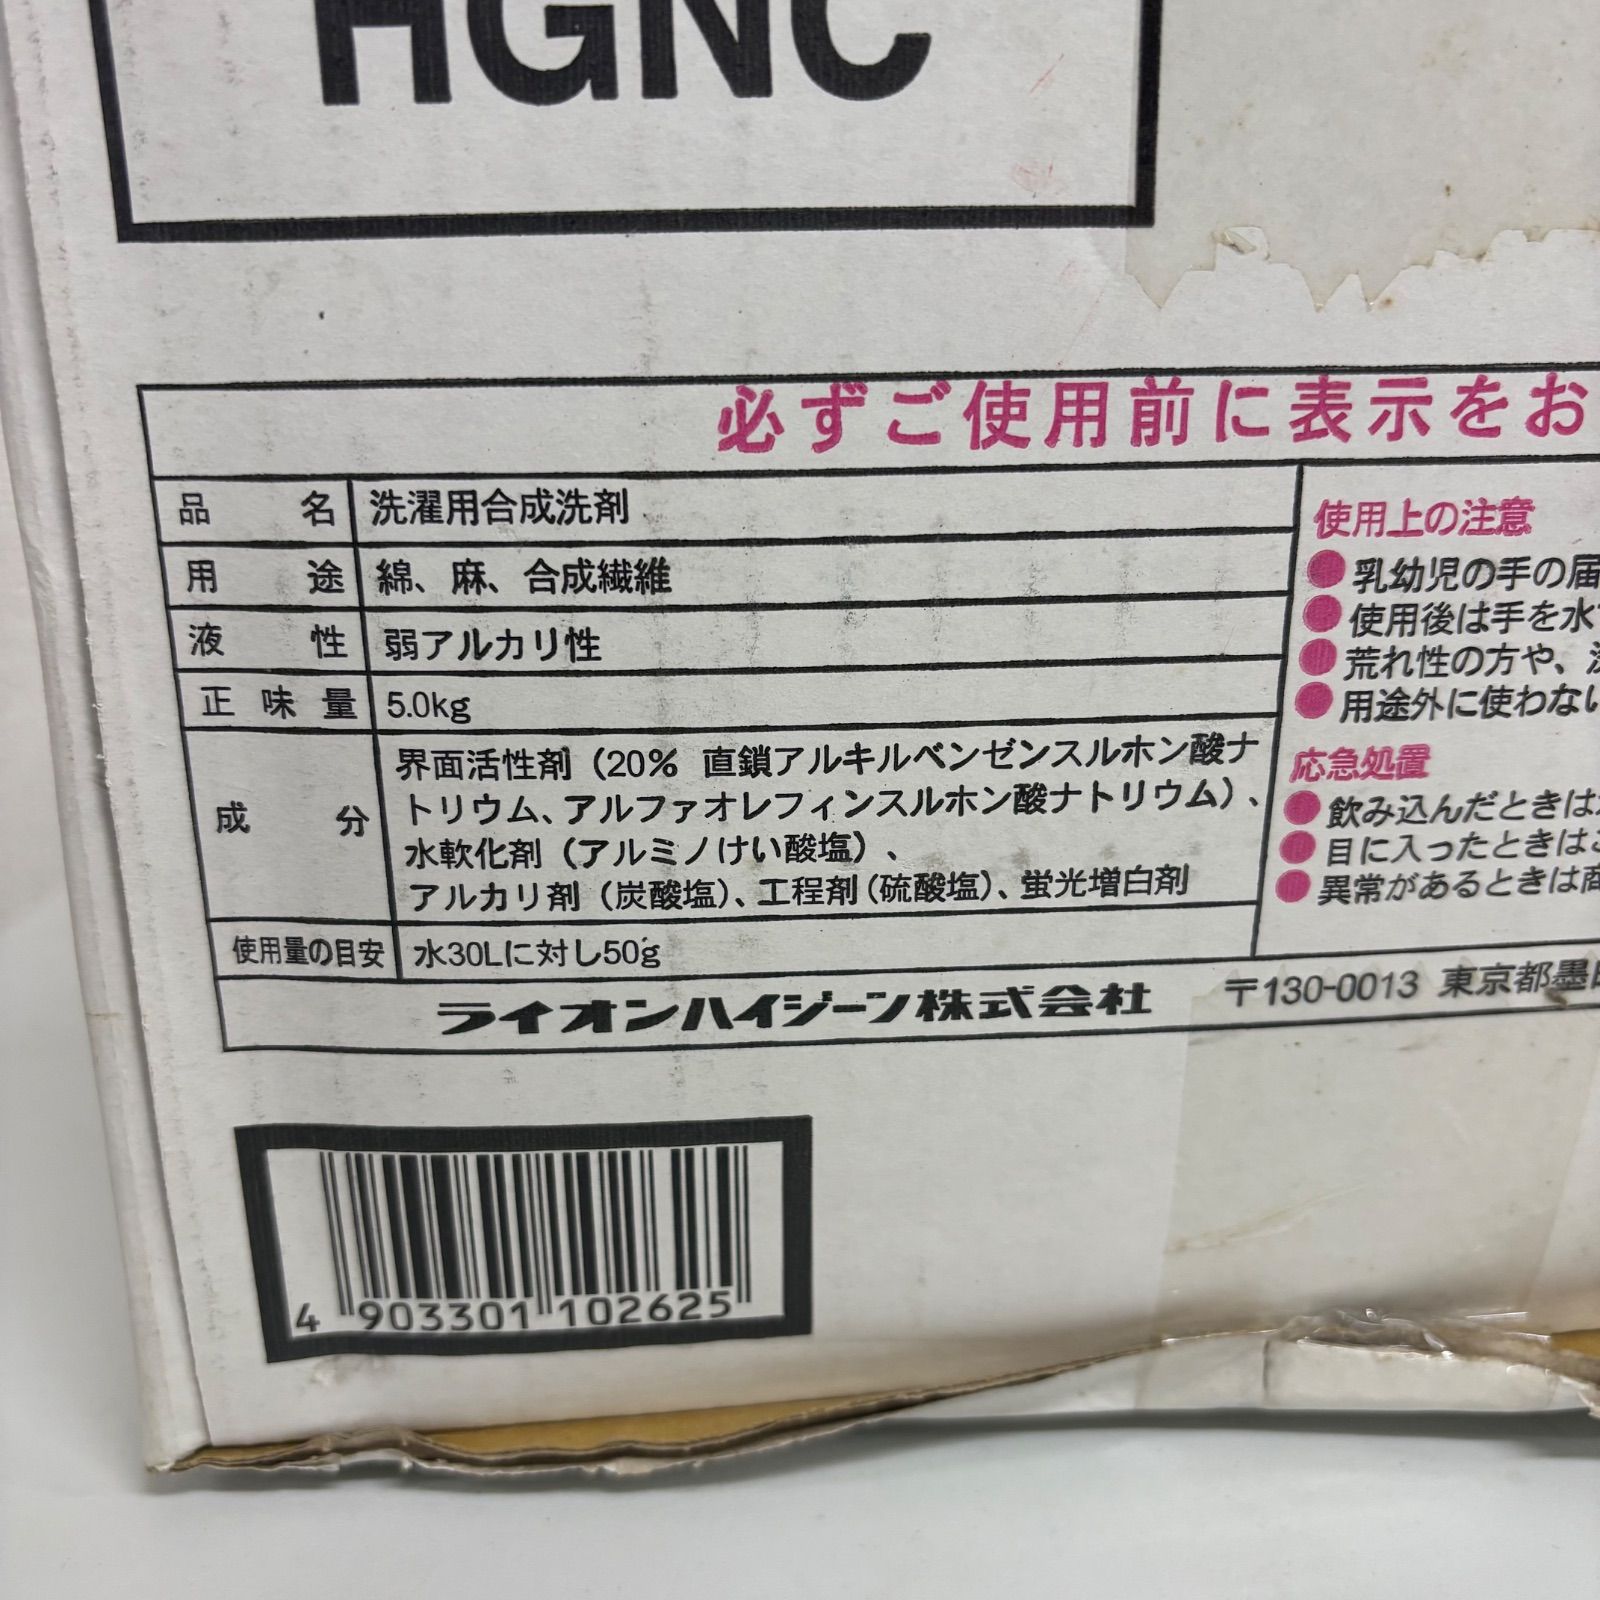 HGNC
必ずご使用前に表示をお
品名 洗濯用合成洗剤
用途 綿、麻、合成繊維
液性 弱アルカリ性
正味量 5.0kg
成分 界面活性剤（20% 直鎖アルキルベンゼンスルホン酸ナ
トリウム、アルファオレフィンスルホン酸ナトリウム）、
水軟化剤（アルミノけい酸塩）、
アルカリ剤（炭酸塩）、工程剤（硫酸塩）、蛍光増白剤
使用量の目安 水30Lに対し50g
使用上の注意
●乳幼児の手の届
●使用後は手を水
●荒れ性の方や、
●用途外に使わない
応急処置
●飲み込んだときは
●目に入ったときはこ
●異常があるときは商
ライオンハイジーン株式会社 〒130-0013 東京都墨田
4 903301 102625